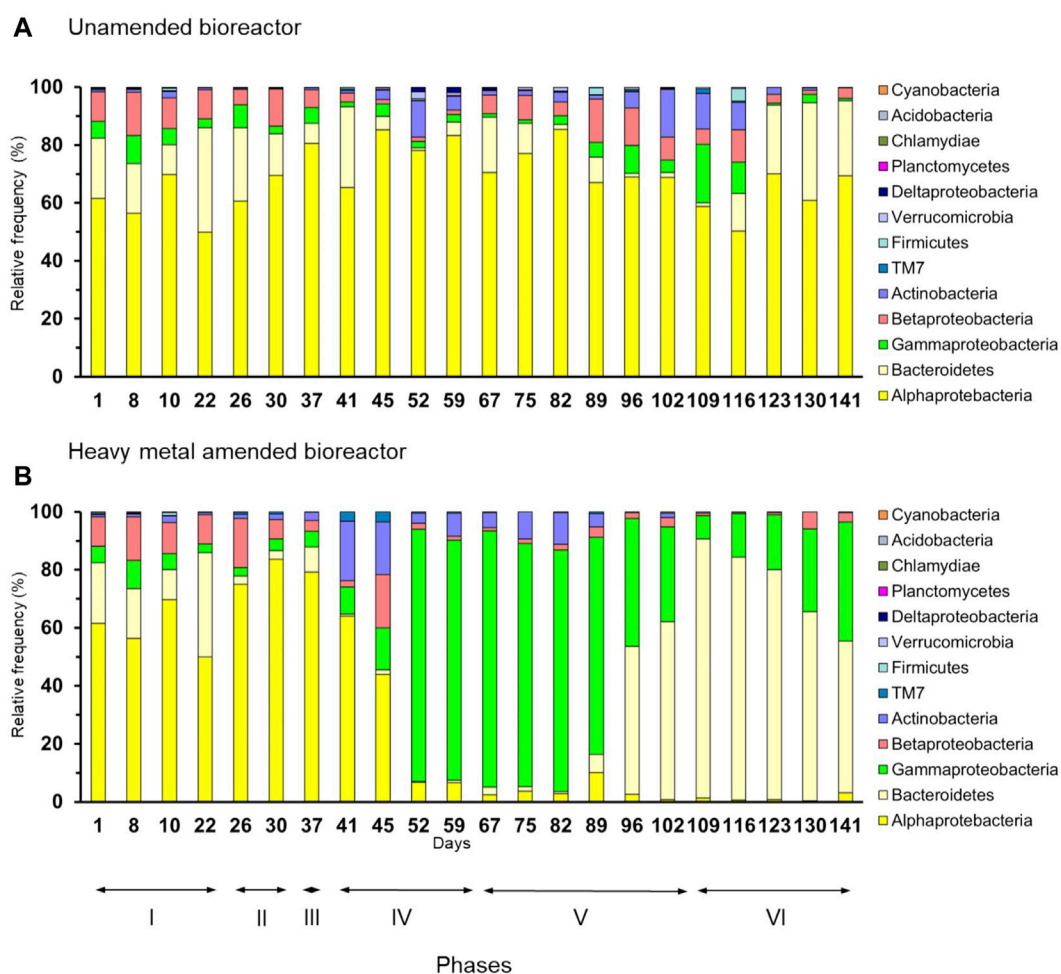 A Unamended bioreactor
Relative frequency (%)
100
80
60
40
20
0
1 8 10 22 26 30 37 41 45 52 59 67 75 82 89 96 102 109 116 123 130 141
Cyanobacteria
Acidobacteria
Chlamydiae
Planctomycetes
Deltaproteobacteria
Verrucomicrobia
Firmicutes
TM7
Actinobacteria
Betaproteobacteria
Gammaproteobacteria
Bacteroidetes
Alphaprotebacteria
Heavy metal amended bioreactor
B
Relative frequency (%)
100
80
60
40
20
0
1 8 10 22 26 30 37 41 45 52 59 67 75 82 89 96 102 109 116 123 130 141
Days
Cyanobacteria
Acidobacteria
Chlamydiae
Planctomycetes
Deltaproteobacteria
Verrucomicrobia
Firmicutes
TM7
Actinobacteria
Betaproteobacteria
Gammaproteobacteria
Bacteroidetes
Alphaprotebacteria
I II III IV V VI
Phases